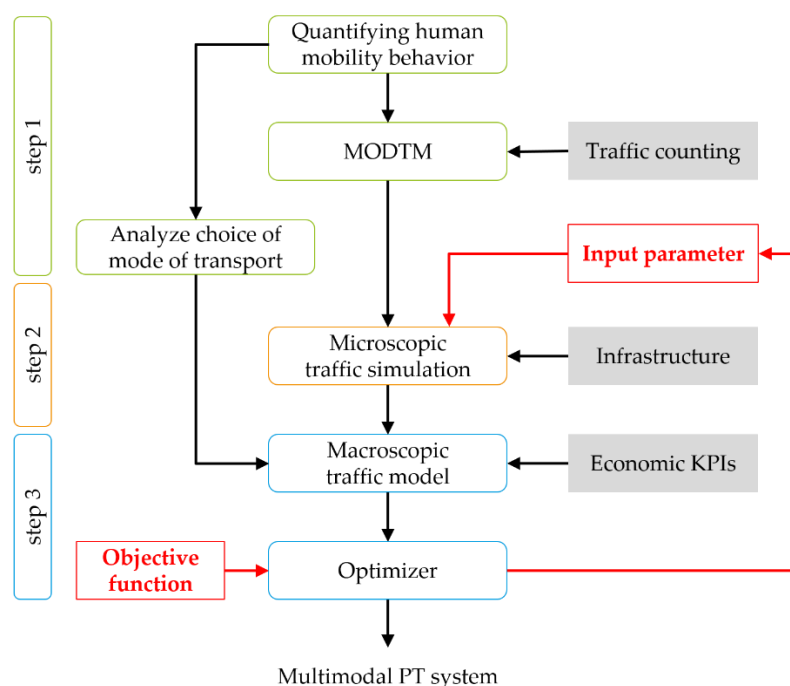 step 1
Quantifying human
mobility behavior
MODTM
Traffic counting
Analyze choice of
mode of transport
Input parameter
step 2
Microscopic
traffic simulation
Infrastructure
step 3
Macroscopic
traffic model
Economic KPIs
Objective
function
Optimizer
Multimodal PT system